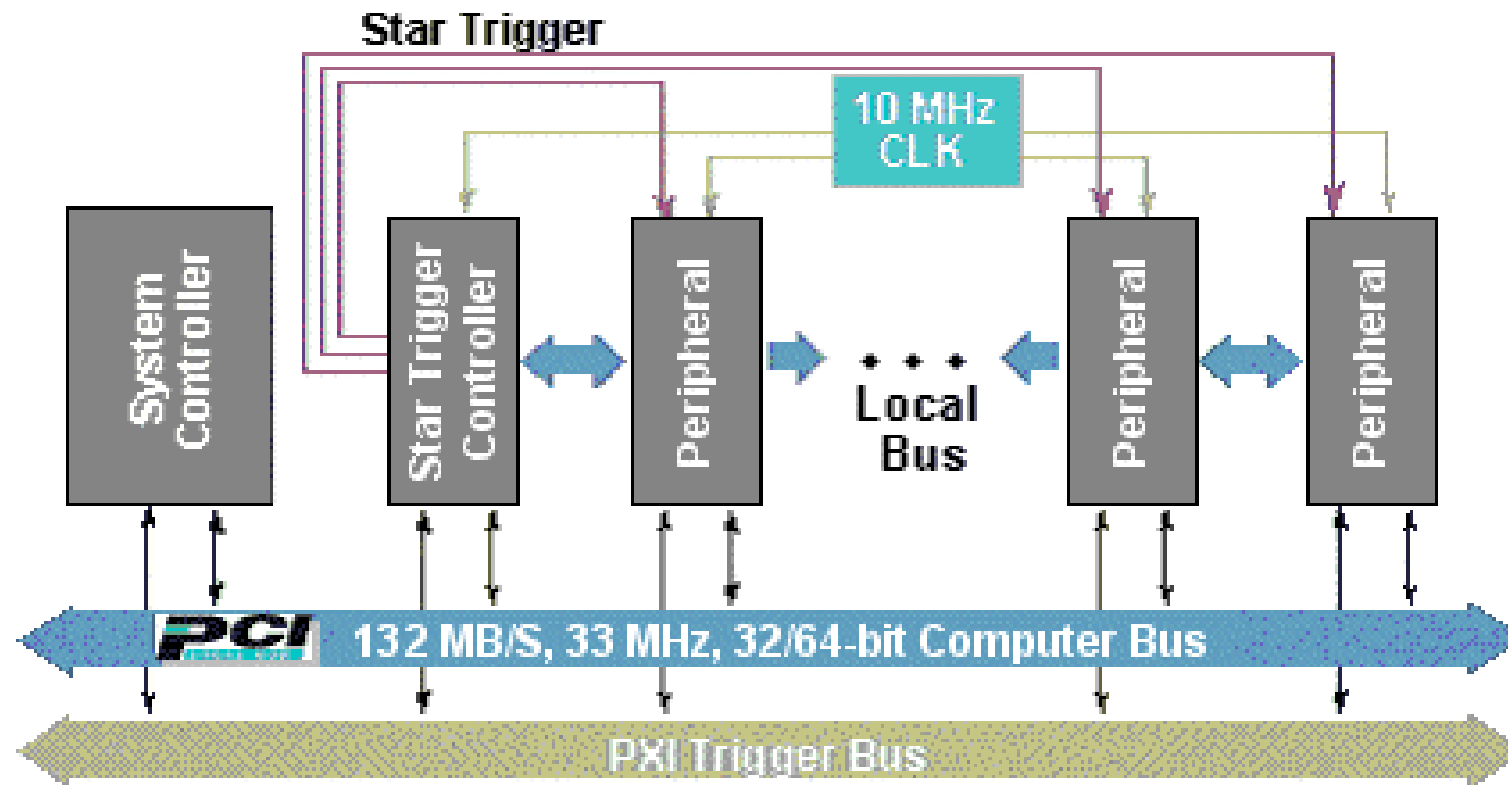 Star Trigger
10 MHz
CLK
System
Controller
Star Trigger
Controller
Peripheral
• • •
Local
Bus
Peripheral
Peripheral
PCI
132 MB/S, 33 MHz, 32/64-bit Computer Bus
PXI Trigger Bus